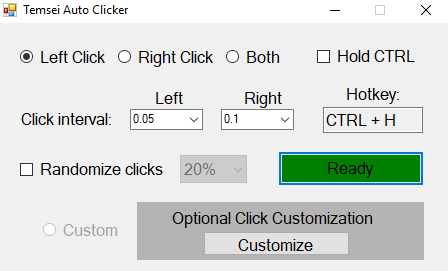 Temsei Auto Clicker
Left Click Right Click Both Hold CTRL
Left Right Hotkey:
Click interval: 0.05 0.1 CTRL + H
Randomize clicks 20% Ready
Optional Click Customization
Custom
Customize